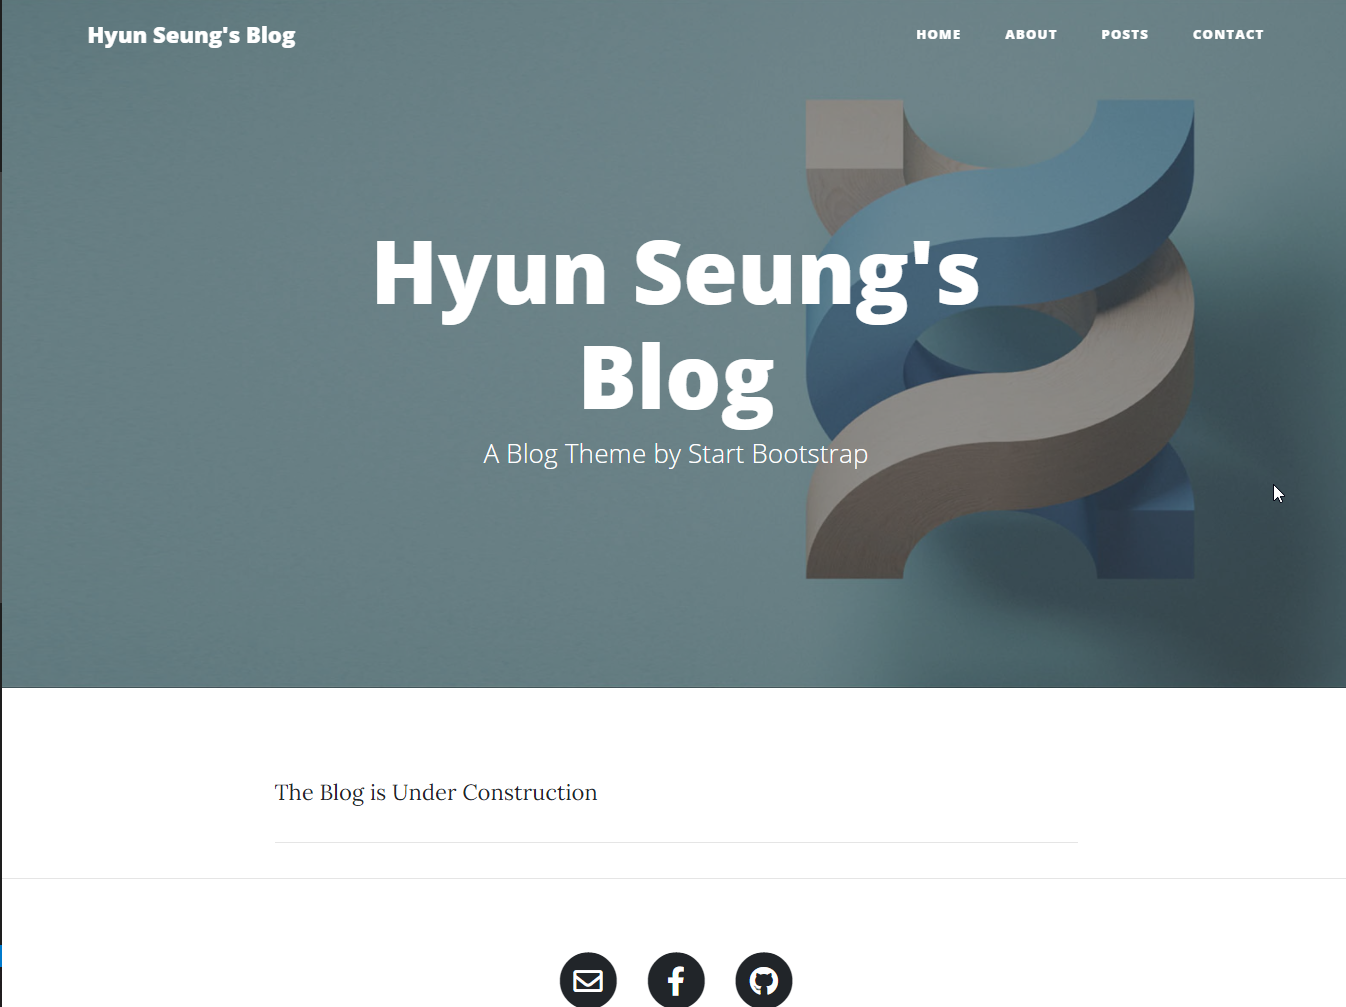 Hyun Seung's Blog
HOME ABOUT POSTS CONTACT
Hyun Seung's
Blog
A Blog Theme by Start Bootstrap
The Blog is Under Construction